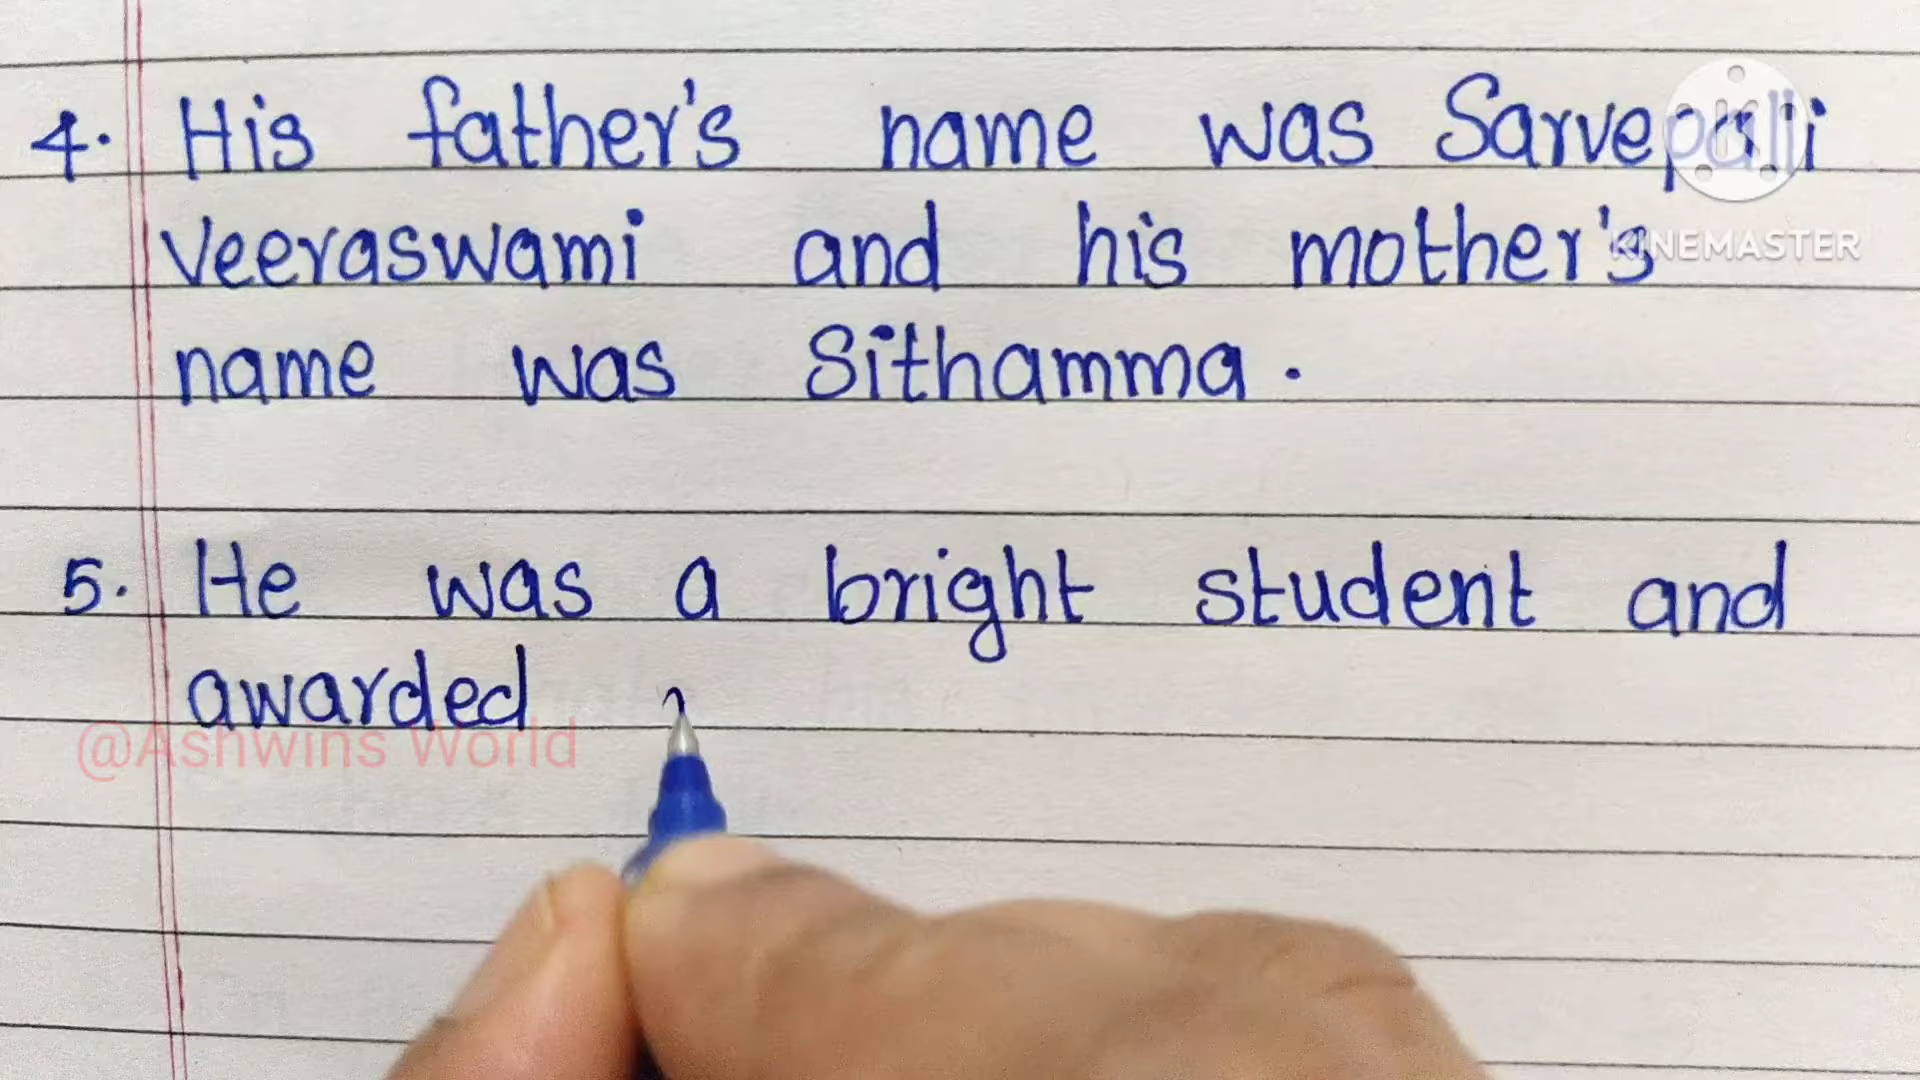 4. His father's name was Sarvepalli
Veeraswami and his mother's
KINEMASTER
name was Sithamma.
5. He was a bright student and
awarded
@Ashwins World